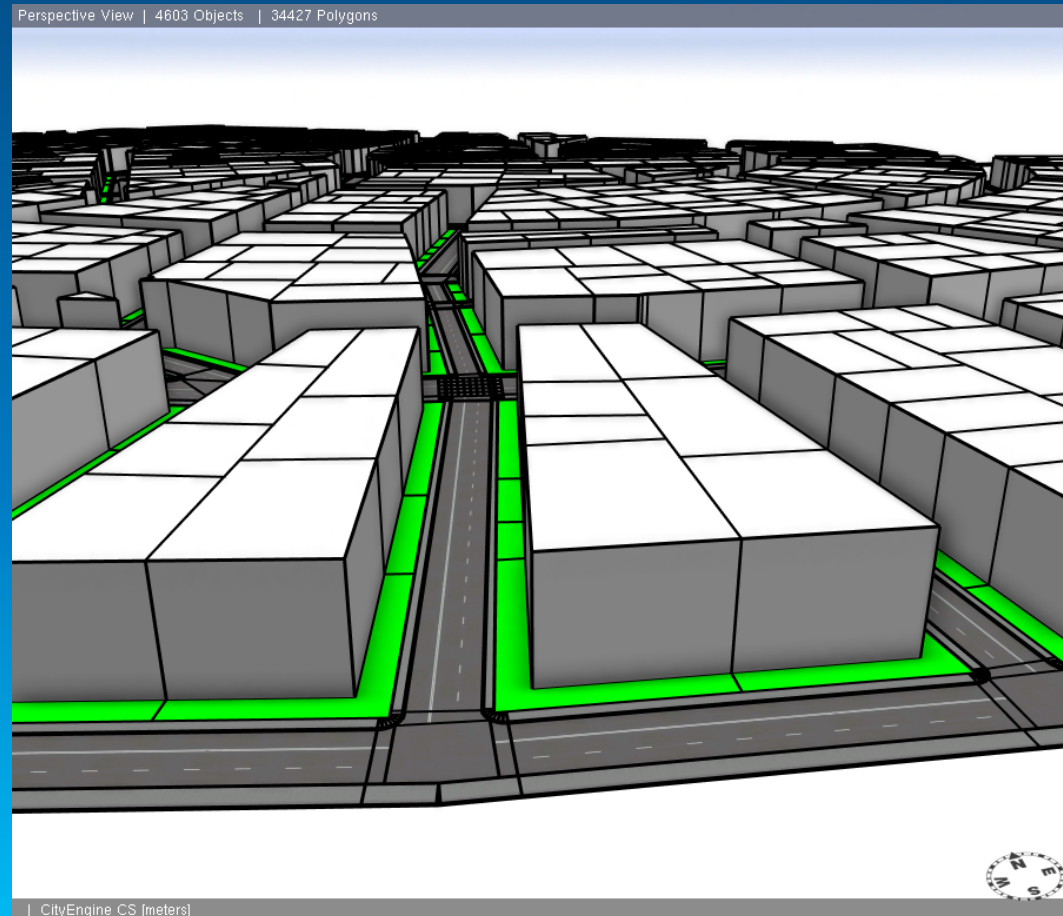 Perspective View | 4603 Objects | 34427 Polygons
N
E
W
S
| CityEngine CS [meters]